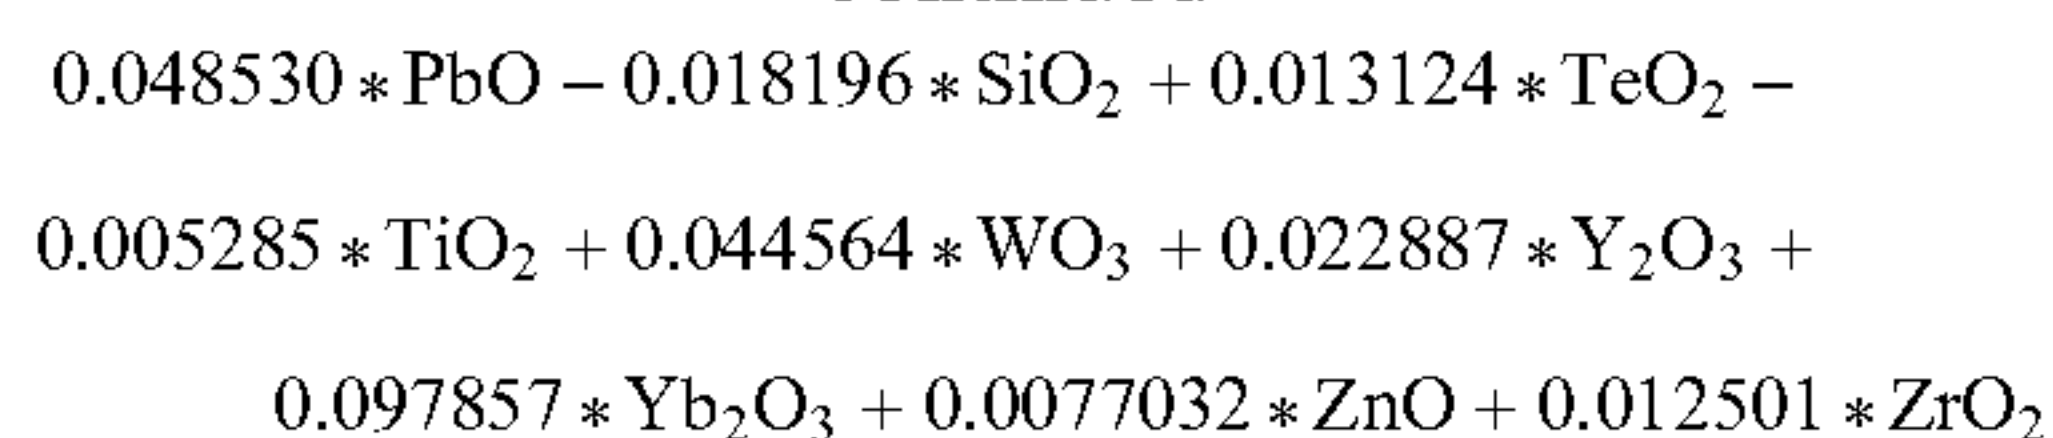 0.048530 * PbO – 0.018196 * SiO₂ + 0.013124 * TeO₂ –
0.005285 * TiO₂ + 0.044564 * WO₃ + 0.022887 * Y₂O₃ +
0.097857 * Yb₂O₃ + 0.0077032 * ZnO + 0.012501 * ZrO₂